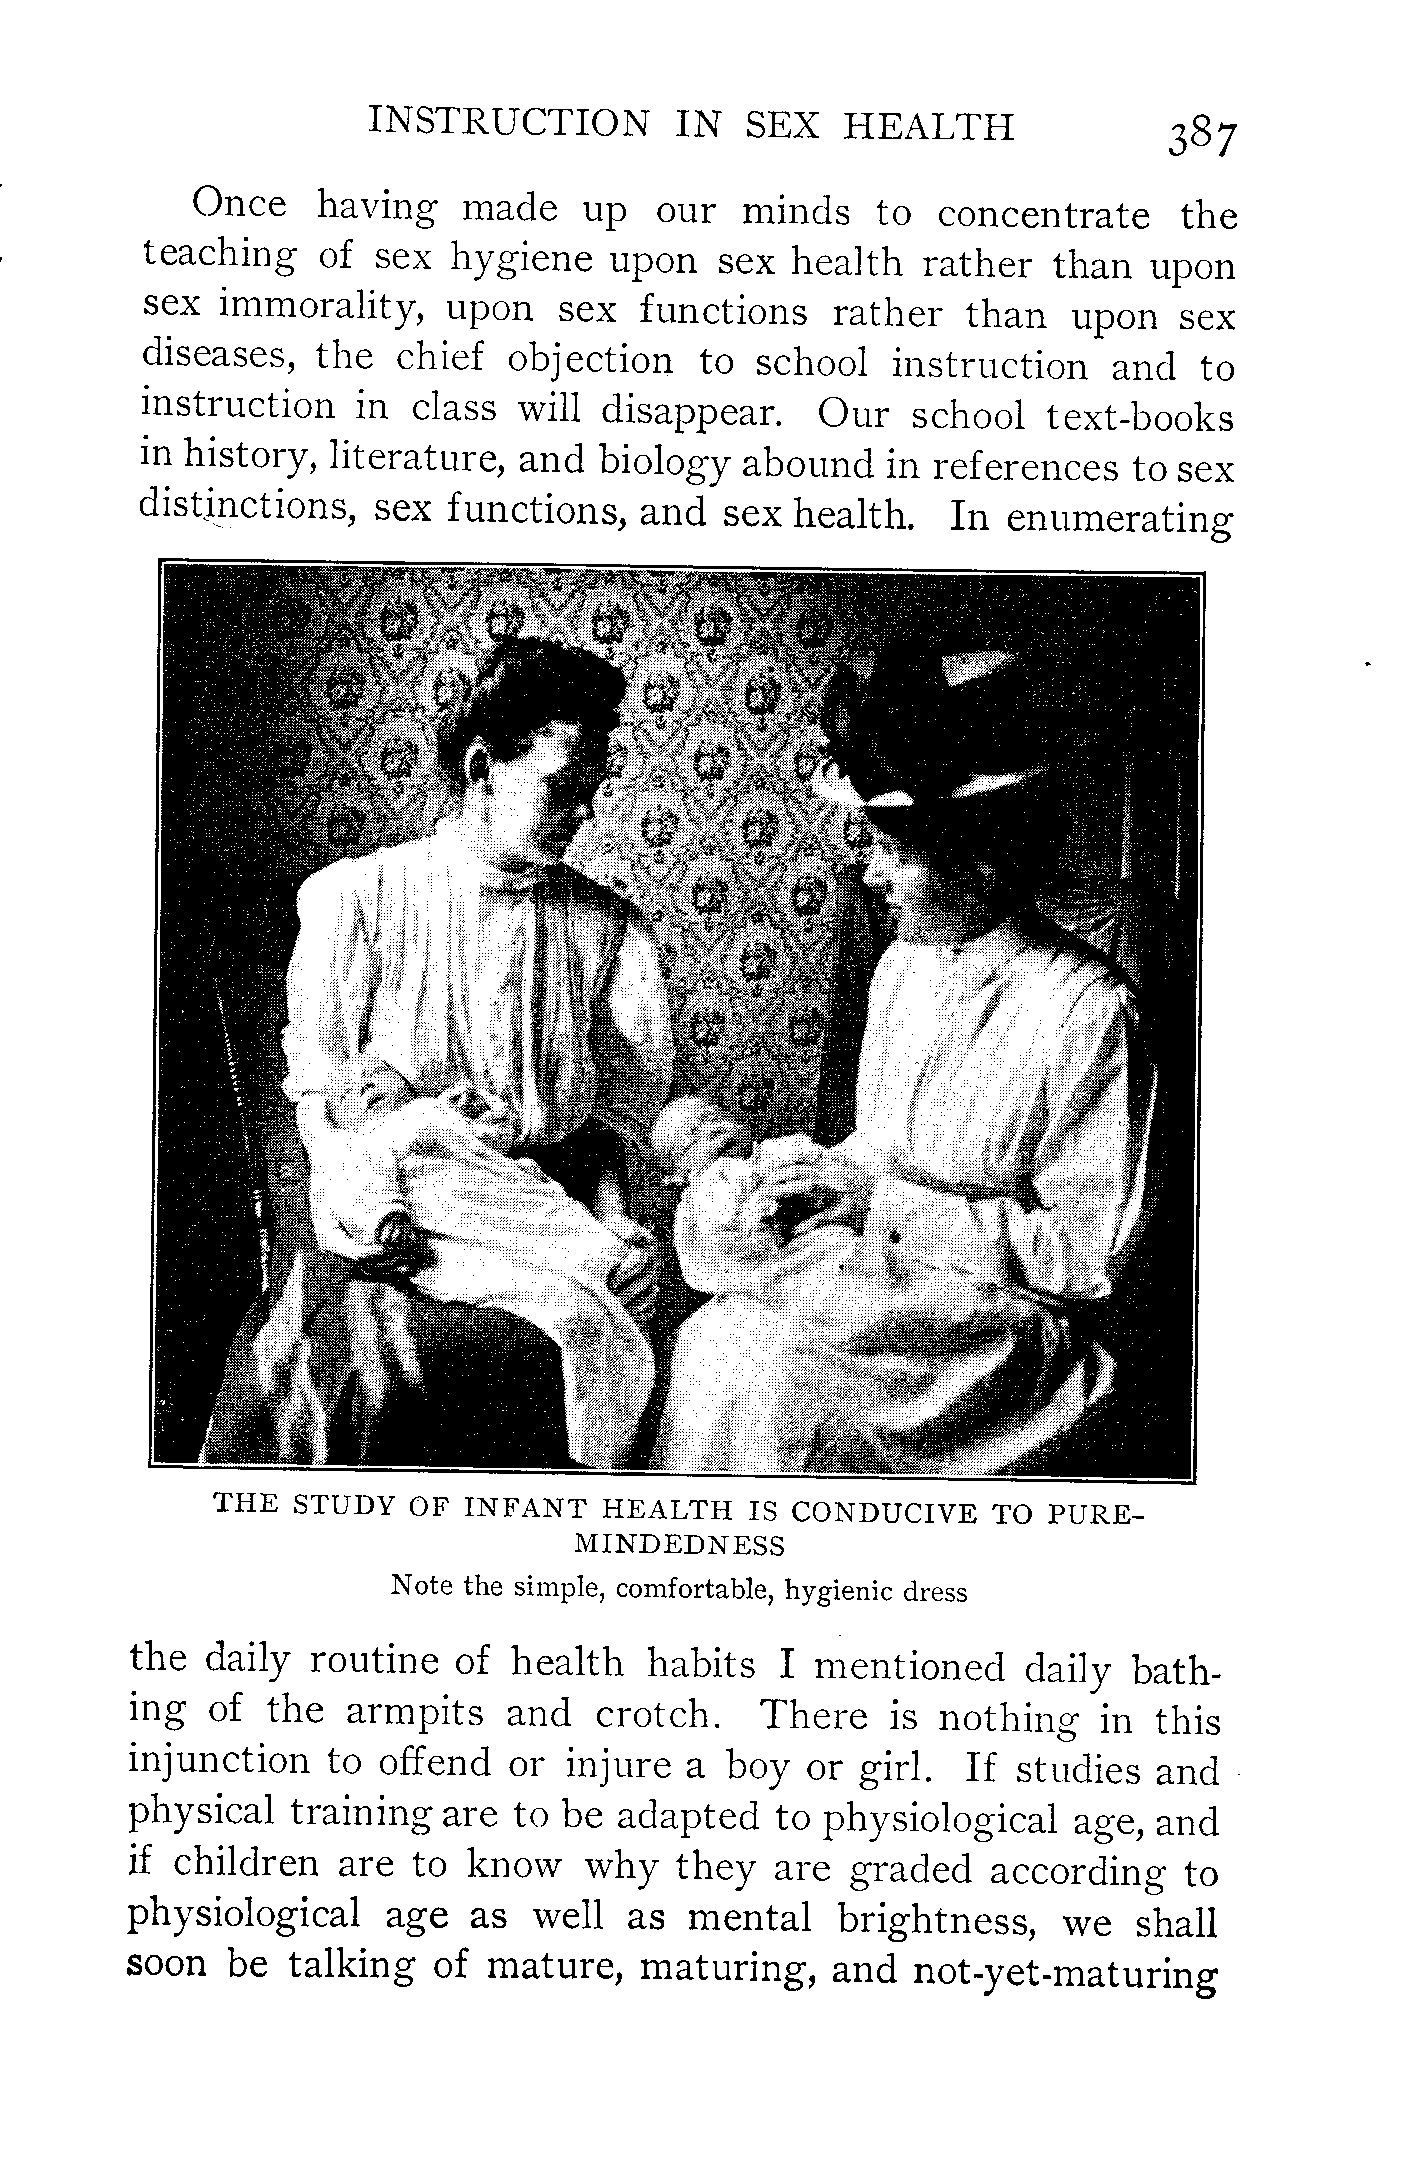 INSTRUCTION IN SEX HEALTH 387
Once having made up our minds to concentrate the
teaching of sex hygiene upon sex health rather than upon
sex immorality, upon sex functions rather than upon sex
diseases, the chief objection to school instruction and to
instruction in class will disappear. Our school text-books
in history, literature, and biology abound in references to sex
distinctions, sex functions, and sex health. In enumerating
THE STUDY OF INFANT HEALTH IS CONDUCIVE TO PURE-
MINDEDNESS
Note the simple, comfortable, hygienic dress
the daily routine of health habits I mentioned daily bath-
ing of the armpits and crotch. There is nothing in this
injunction to offend or injure a boy or girl. If studies and
physical training are to be adapted to physiological age, and
if children are to know why they are graded according to
physiological age as well as mental brightness, we shall
soon be talking of mature, maturing, and not-yet-maturing